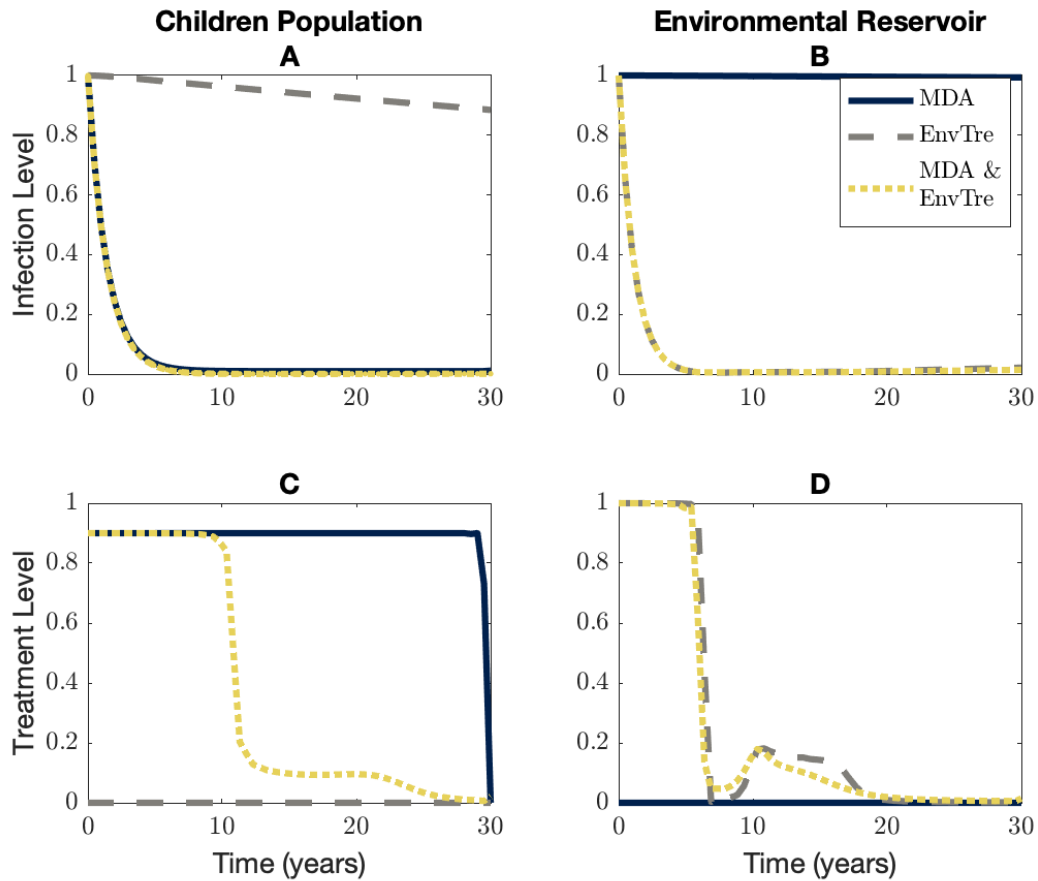 Children Population
Environmental Reservoir
A
B
1
0.8
0.6
0.4
0.2
0
0
10
20
30
Infection Level
1
0.8
0.6
0.4
0.2
0
0
10
20
30
MDA
EnvTre
MDA &
EnvTre
C
D
1
0.8
0.6
0.4
0.2
0
0
10
20
30
Treatment Level
Time (years)
1
0.8
0.6
0.4
0.2
0
0
10
20
30
Time (years)